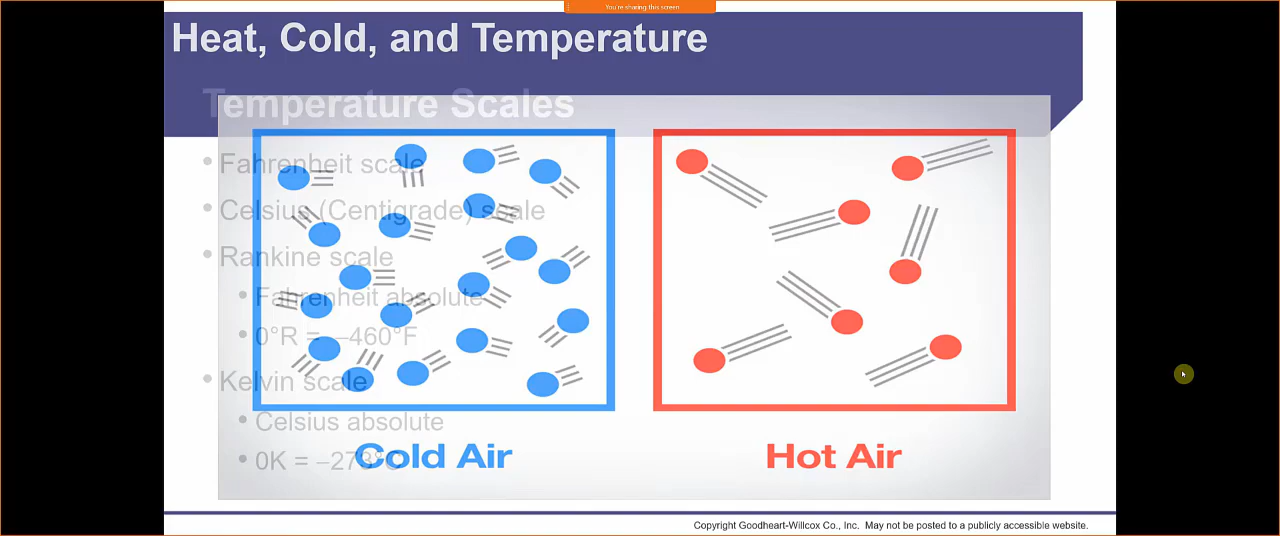 You're sharing this screen
Heat, Cold, and Temperature
Temperature Scales
• Fahrenheit scale
• Celsius (Centigrade) scale
• Rankine scale
• Fahrenheit absolute
• 0°R = –460°F
• Kelvin scale
• Celsius absolute
• 0K = –273°C
Cold Air
Hot Air
Copyright Goodheart-Willcox Co., Inc. May not be posted to a publicly accessible website.